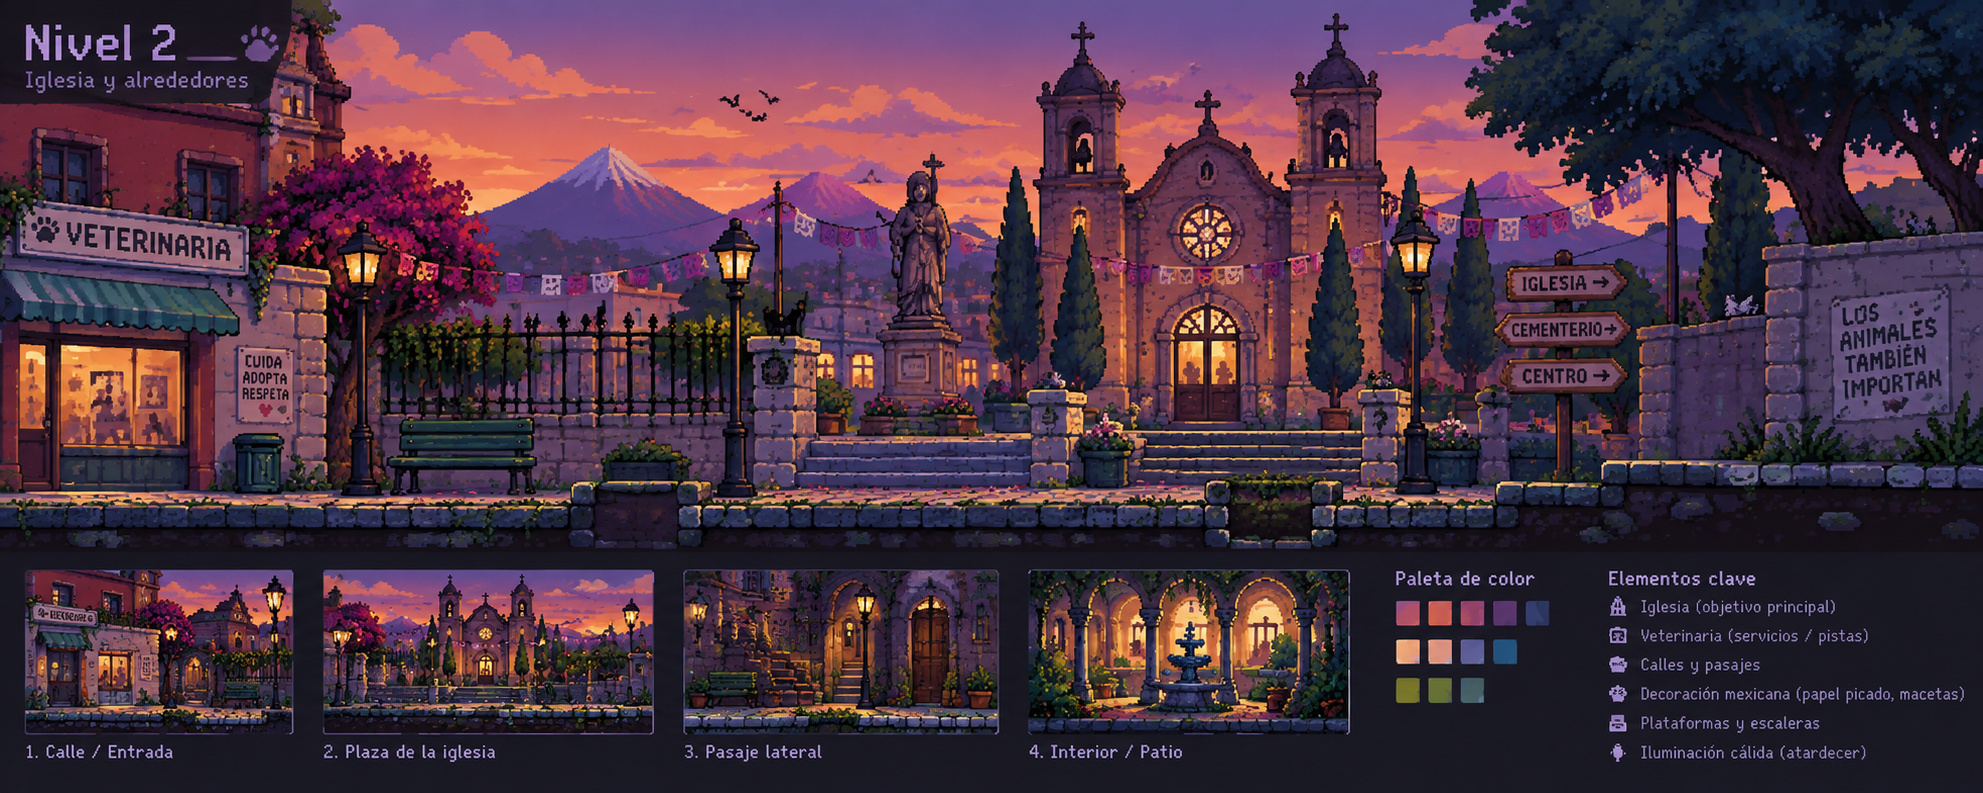 Nivel 2
Iglesia y alrededores
VETERINARIA
CUIDA
ADOPTA
RESPETA
IGLESIA →
CEMENTERIO→
CENTRO →
LOS
ANIMALES
TAMBIÉN
IMPORTAN
1. Calle / Entrada
2. Plaza de la iglesia
3. Pasaje lateral
4. Interior / Patio
Paleta de color
Elementos clave
Iglesia (objetivo principal)
Veterinaria (servicios / pistas)
Calles y pasajes
Decoración mexicana (papel picado, macetas)
Plataformas y escaleras
Iluminación cálida (atardecer)